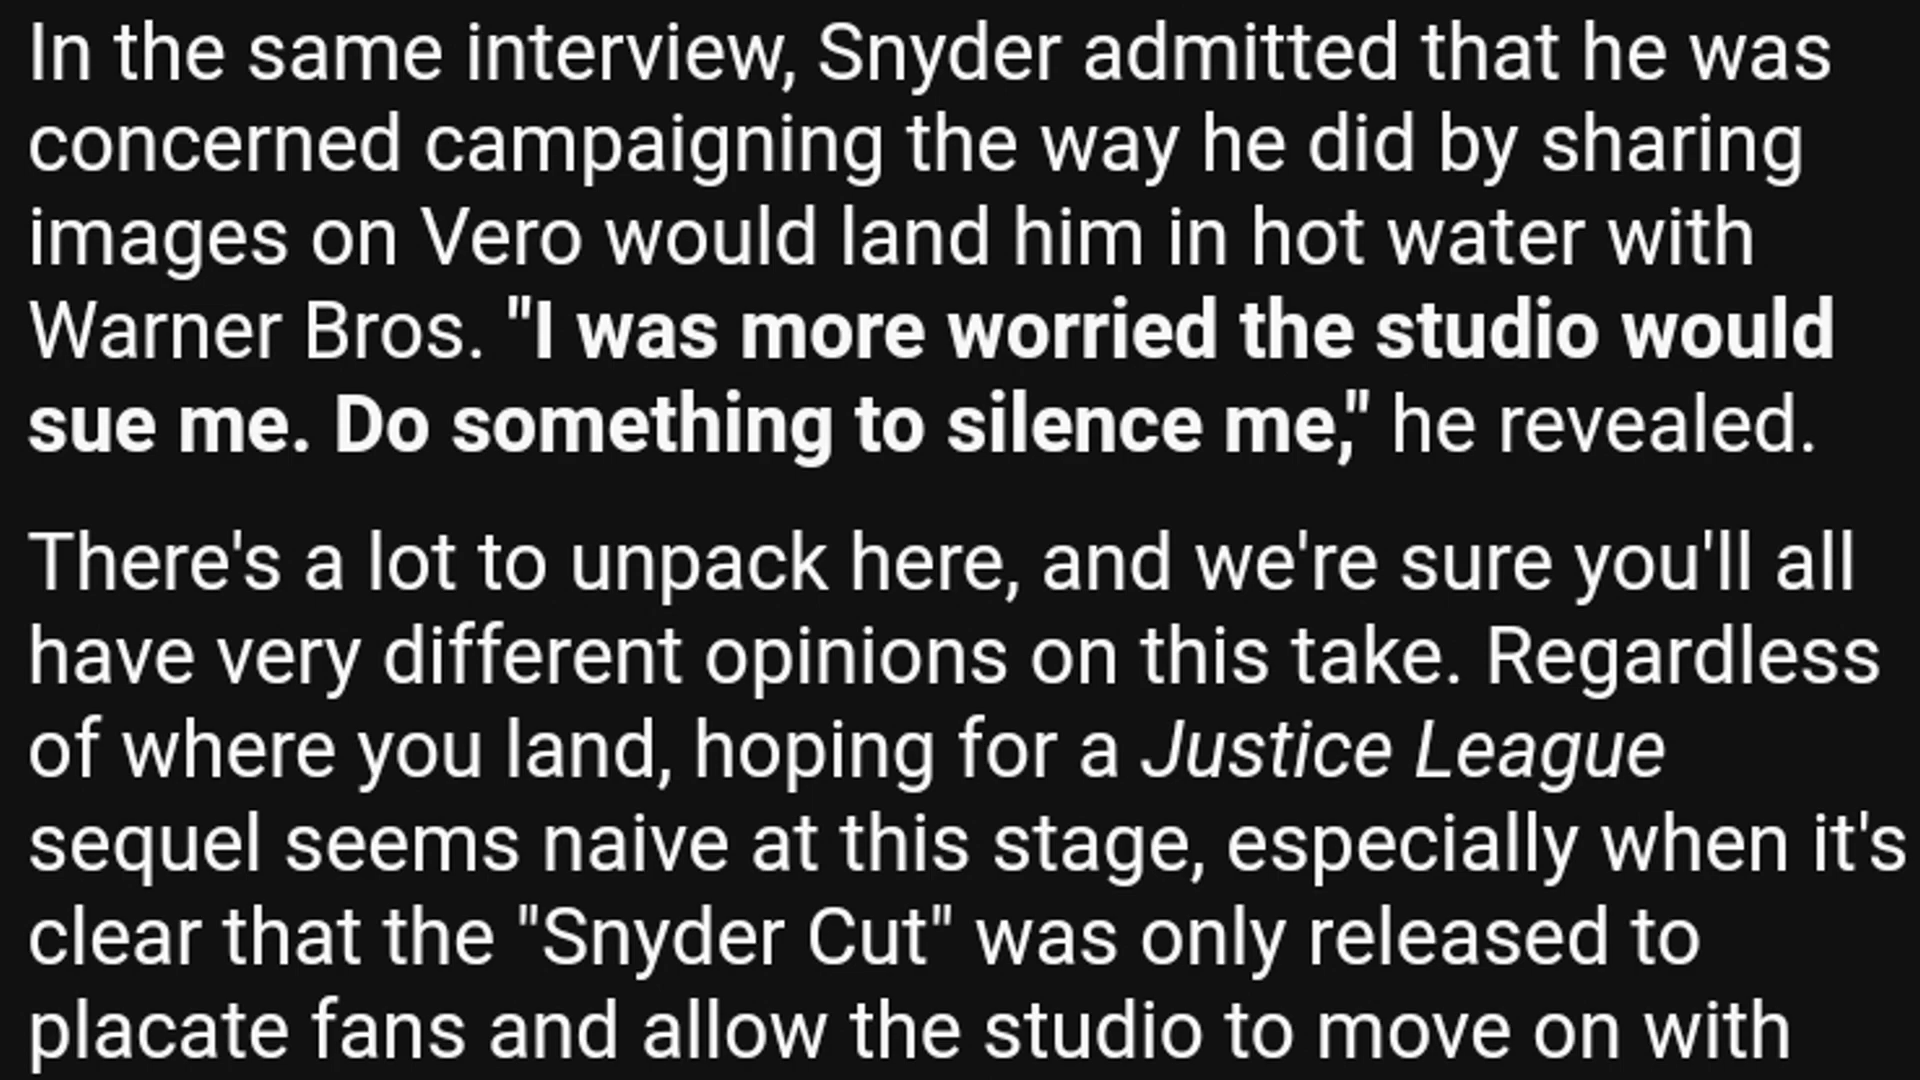 In the same interview, Snyder admitted that he was
concerned campaigning the way he did by sharing
images on Vero would land him in hot water with
Warner Bros. "I was more worried the studio would
sue me. Do something to silence me," he revealed.
There's a lot to unpack here, and we're sure you'll all
have very different opinions on this take. Regardless
of where you land, hoping for a Justice League
sequel seems naive at this stage, especially when it's
clear that the "Snyder Cut" was only released to
placate fans and allow the studio to move on with